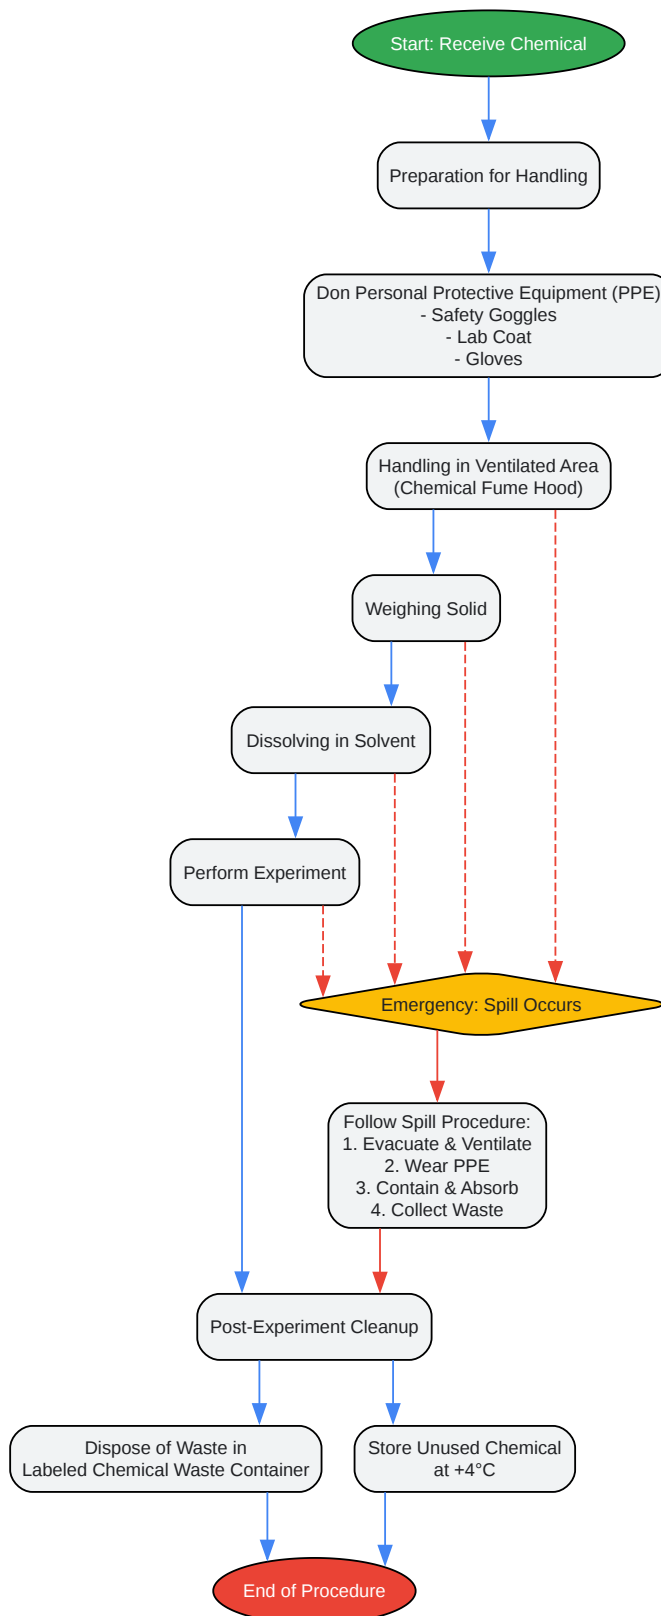 Start: Receive Chemical
Preparation for Handling
Don Personal Protective Equipment (PPE)
- Safety Goggles
- Lab Coat
- Gloves
Handling in Ventilated Area
(Chemical Fume Hood)
Weighing Solid
Dissolving in Solvent
Perform Experiment
Emergency: Spill Occurs
Follow Spill Procedure:
1. Evacuate & Ventilate
2. Wear PPE
3. Contain & Absorb
4. Collect Waste
Post-Experiment Cleanup
Dispose of Waste in
Labeled Chemical Waste Container
Store Unused Chemical
at +4°C
End of Procedure